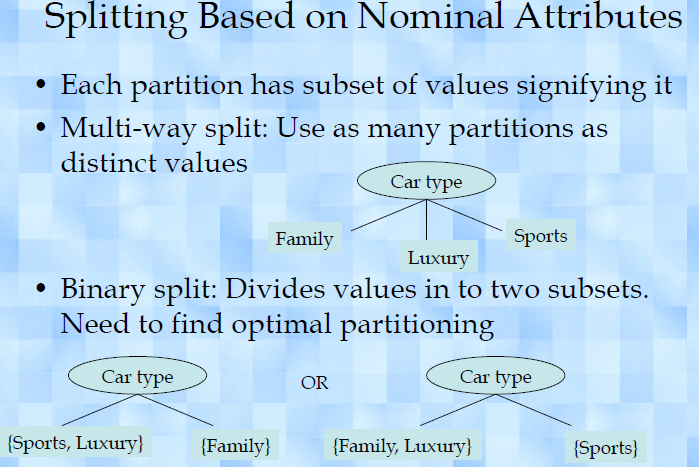 Splitting Based on Nominal Attributes
• Each partition has subset of values signifying it
• Multi-way split: Use as many partitions as
distinct values
Car type
Family
Luxury
Sports
• Binary split: Divides values in to two subsets.
Need to find optimal partitioning
Car type
{Sports, Luxury}
{Family}
OR
Car type
{Family, Luxury}
{Sports}